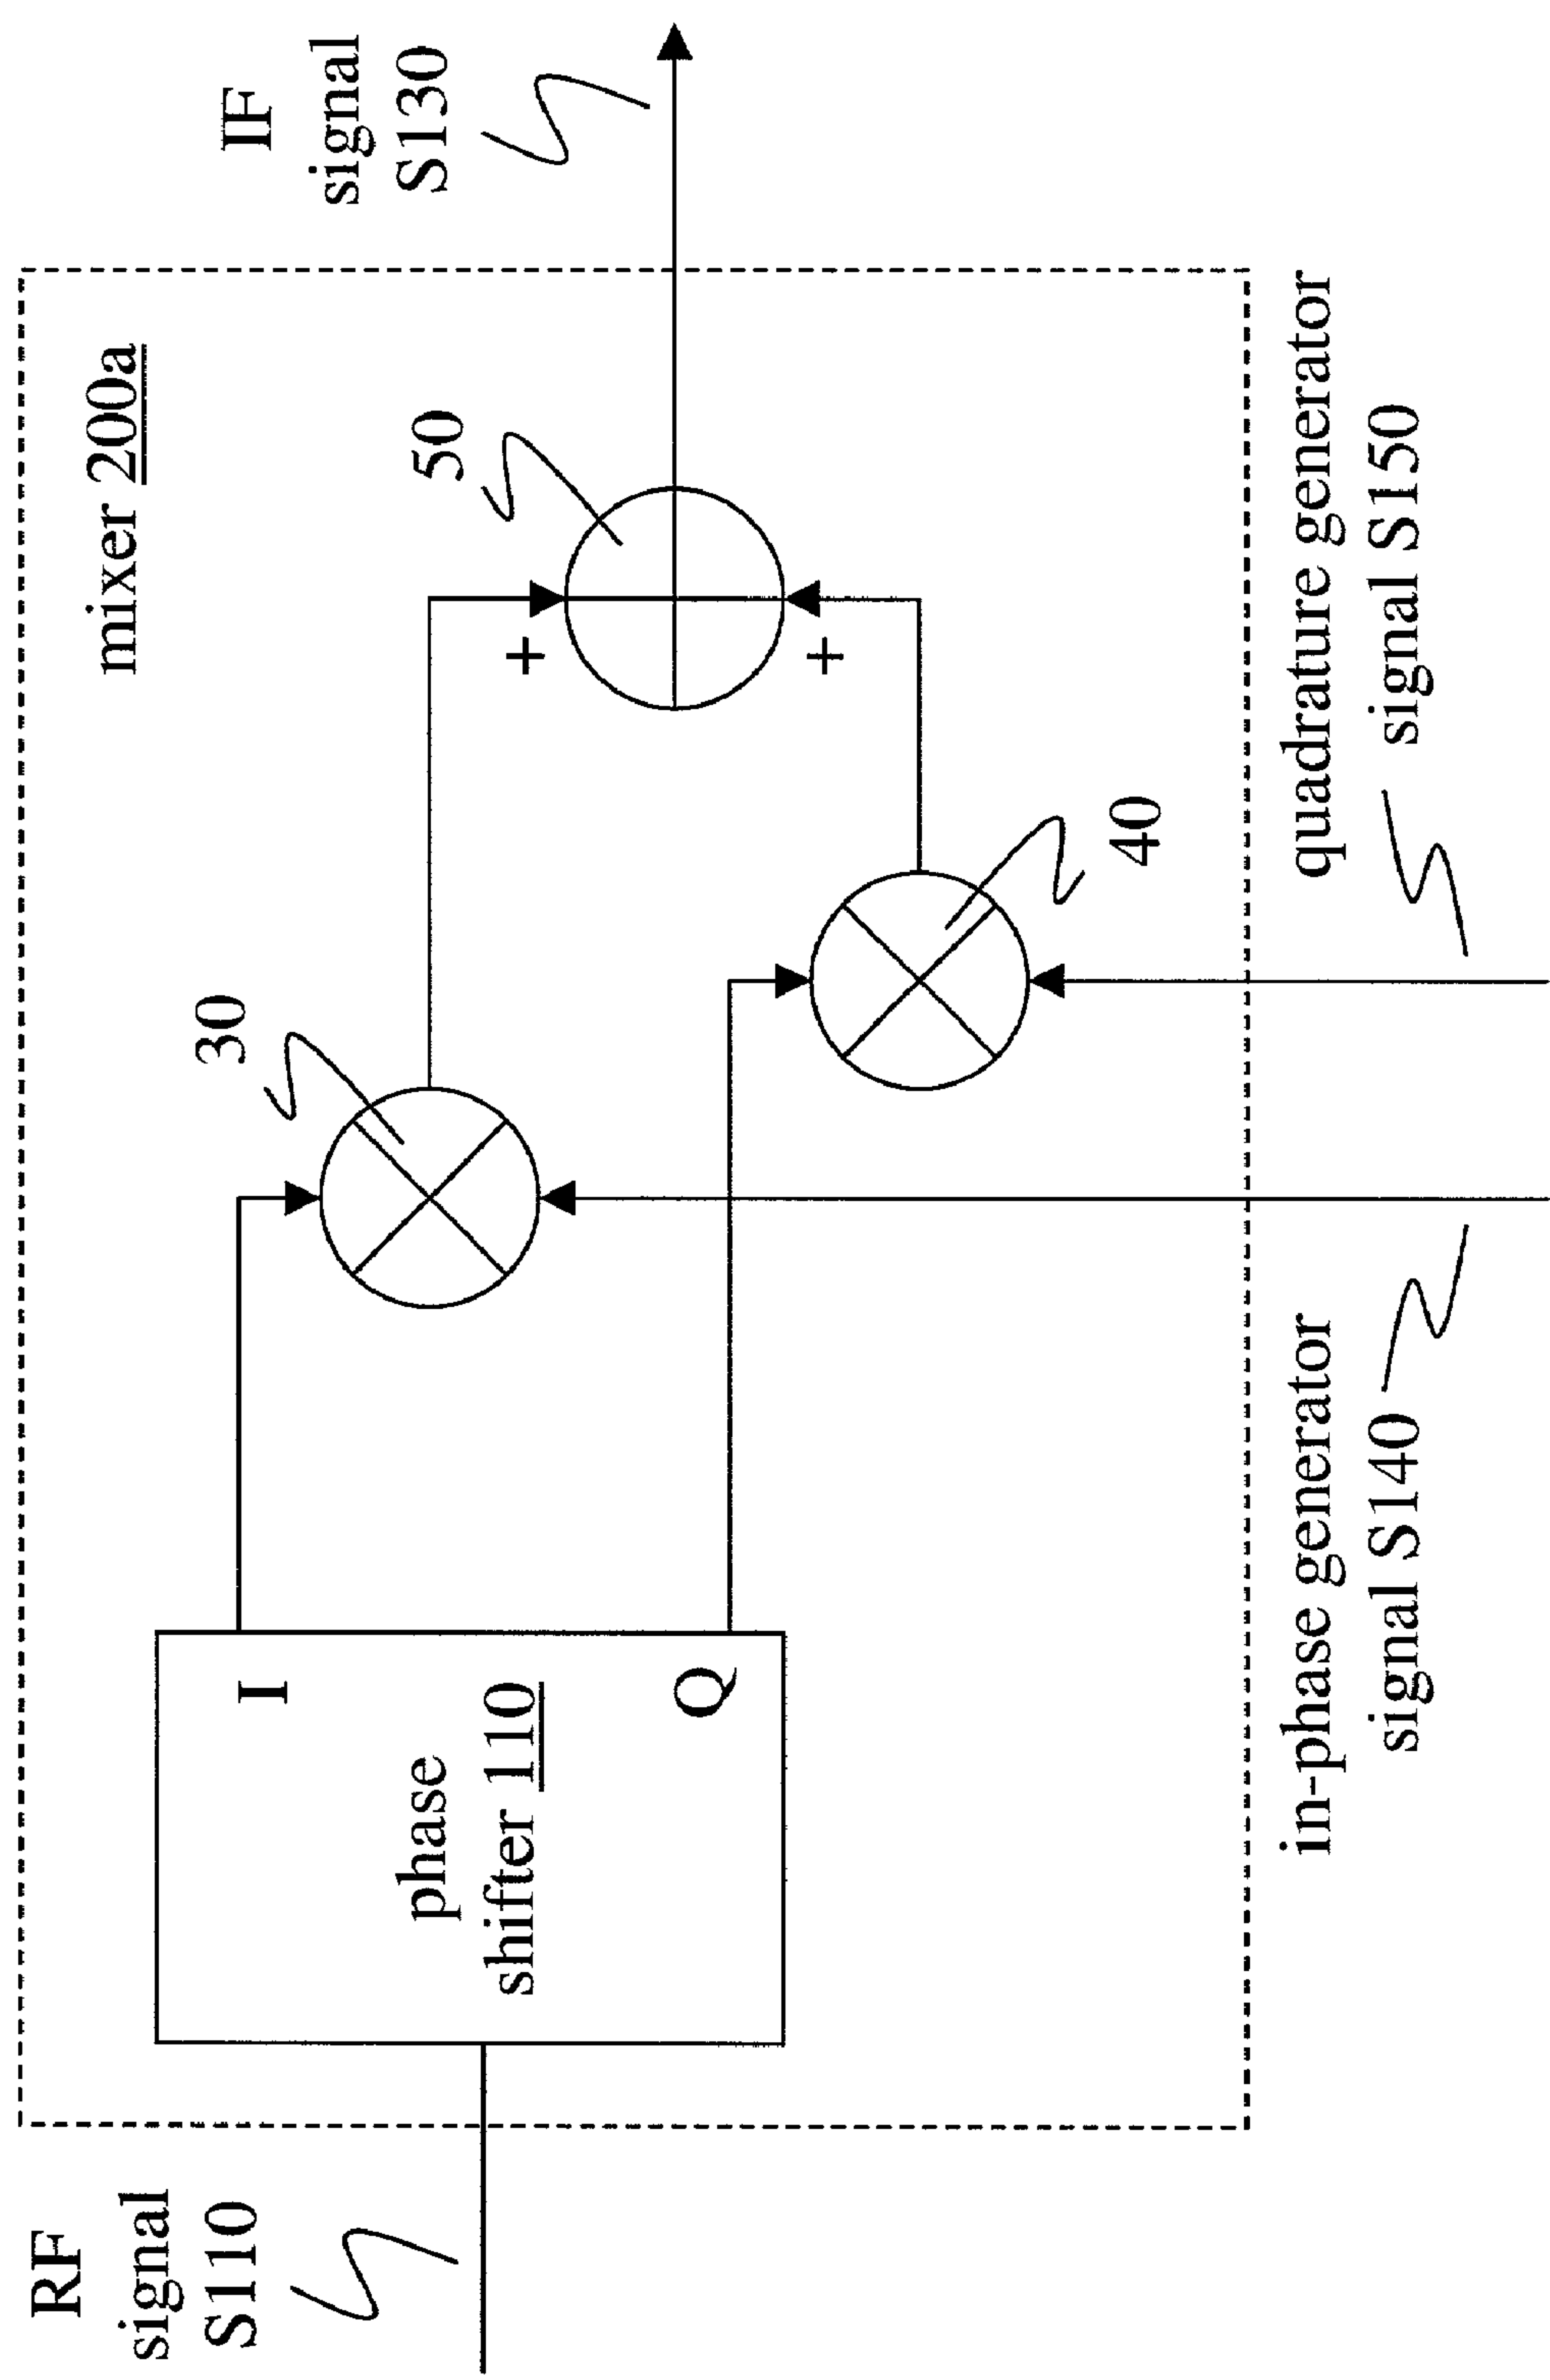 RF
signal
S110
mixer 200a
IF
signal
S130
phase
shifter 110
I
Q
30
40
50
+
+
in-phase generator
signal S140
quadrature generator
signal S150